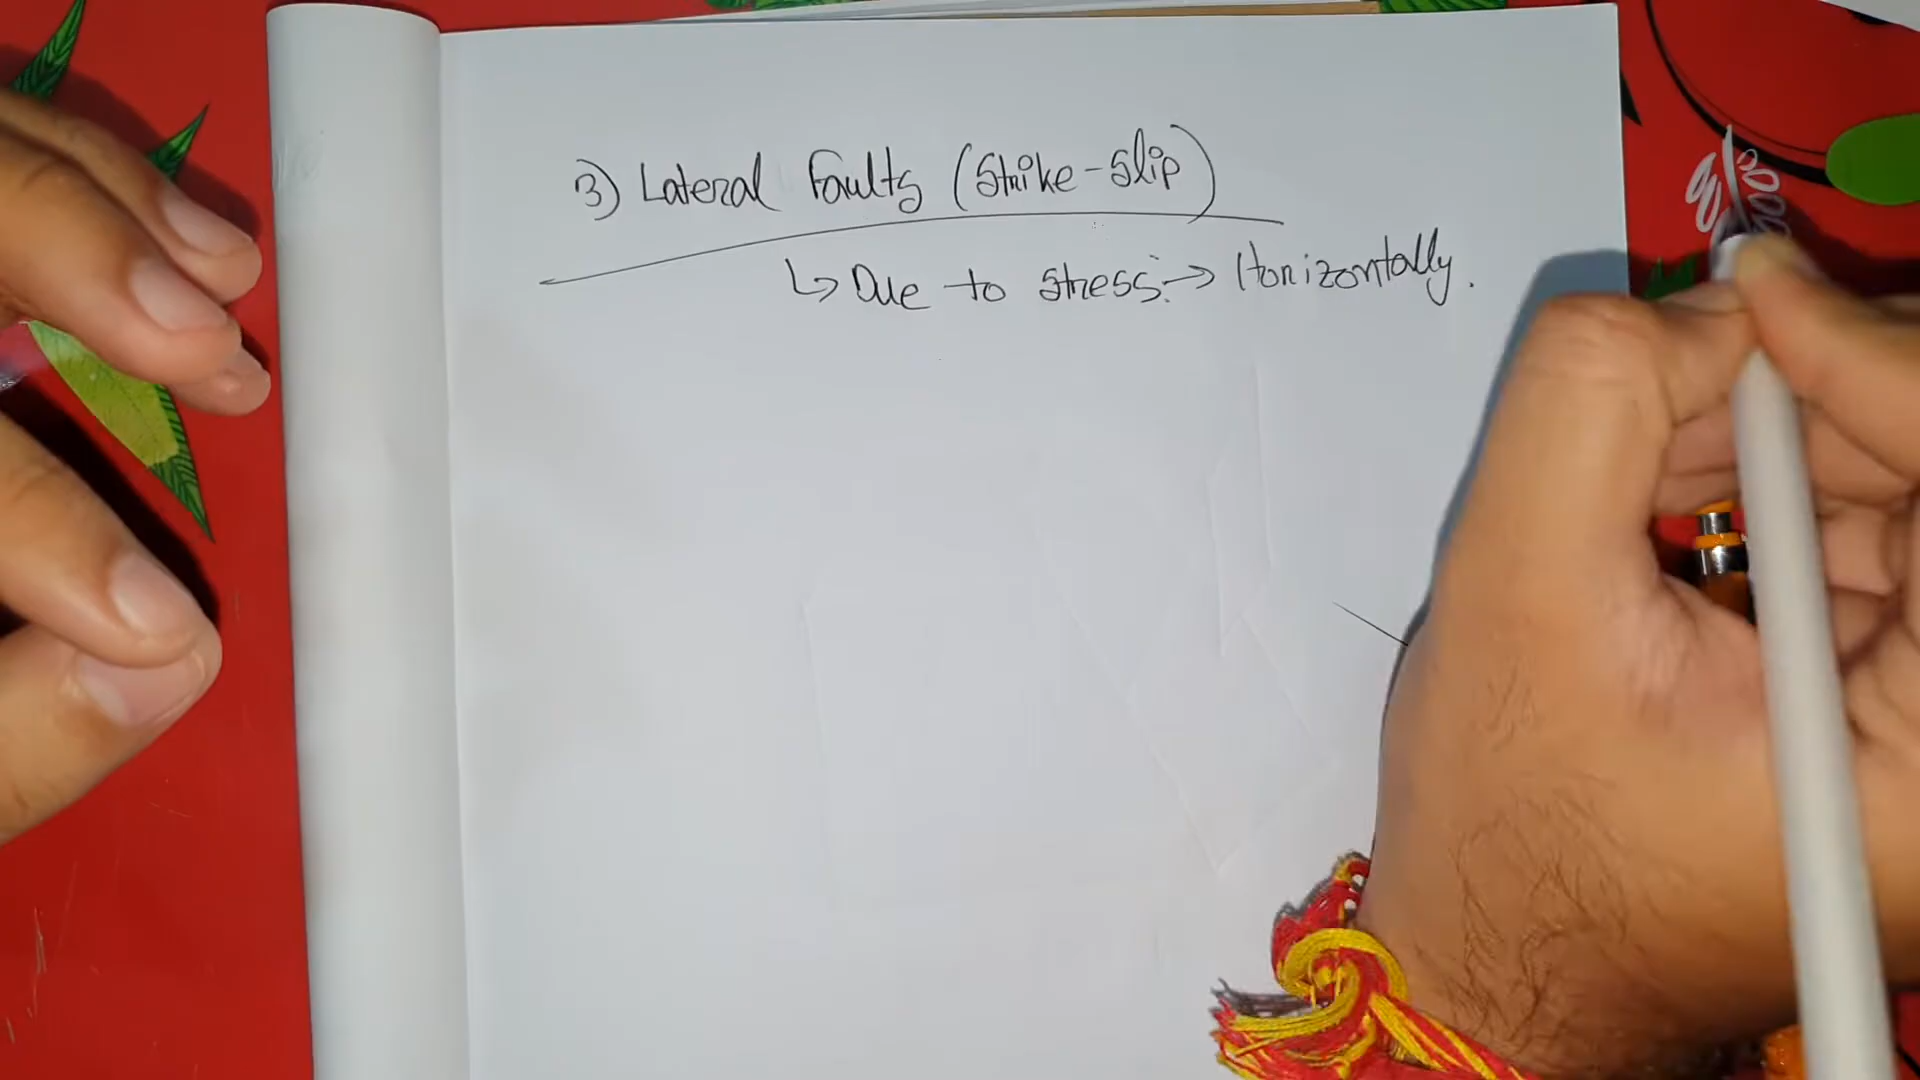 3) Lateral Faults (Strike-Slip)
↳ Due to stress: → Horizontally.